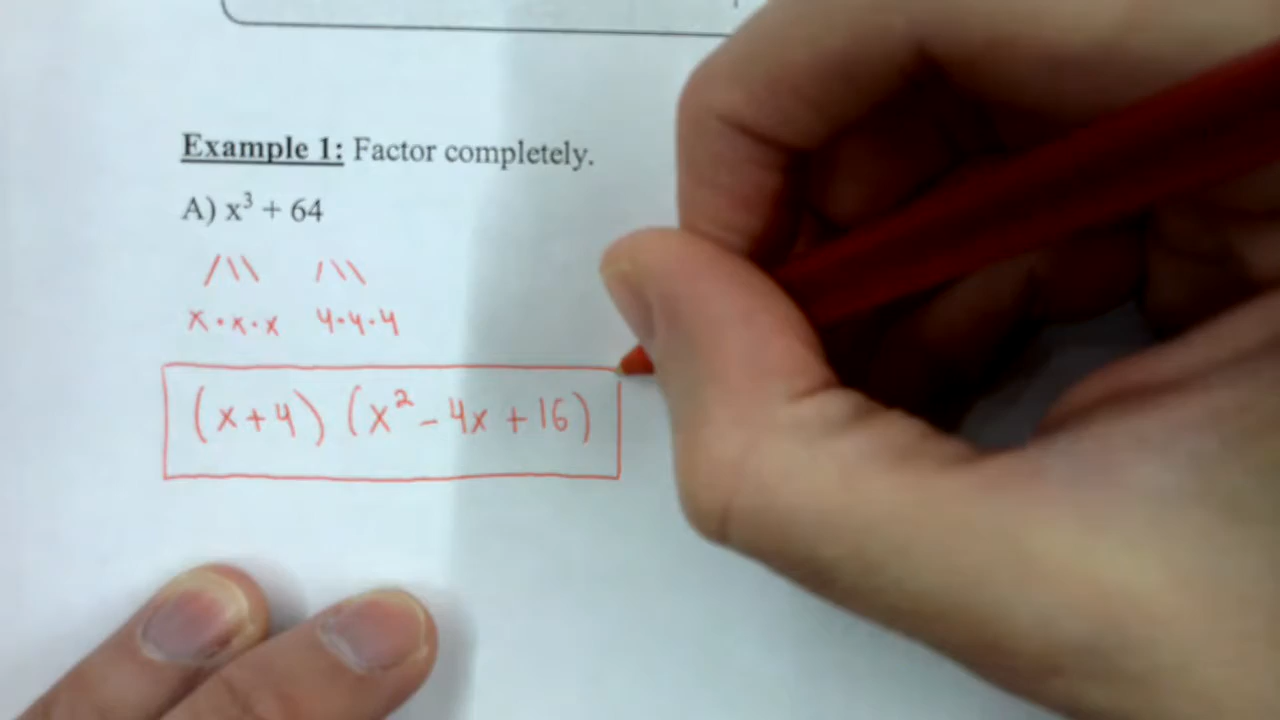 Example 1: Factor completely.
A) x³ + 64
x·x·x 4·4·4
(x+4) (x² - 4x + 16)